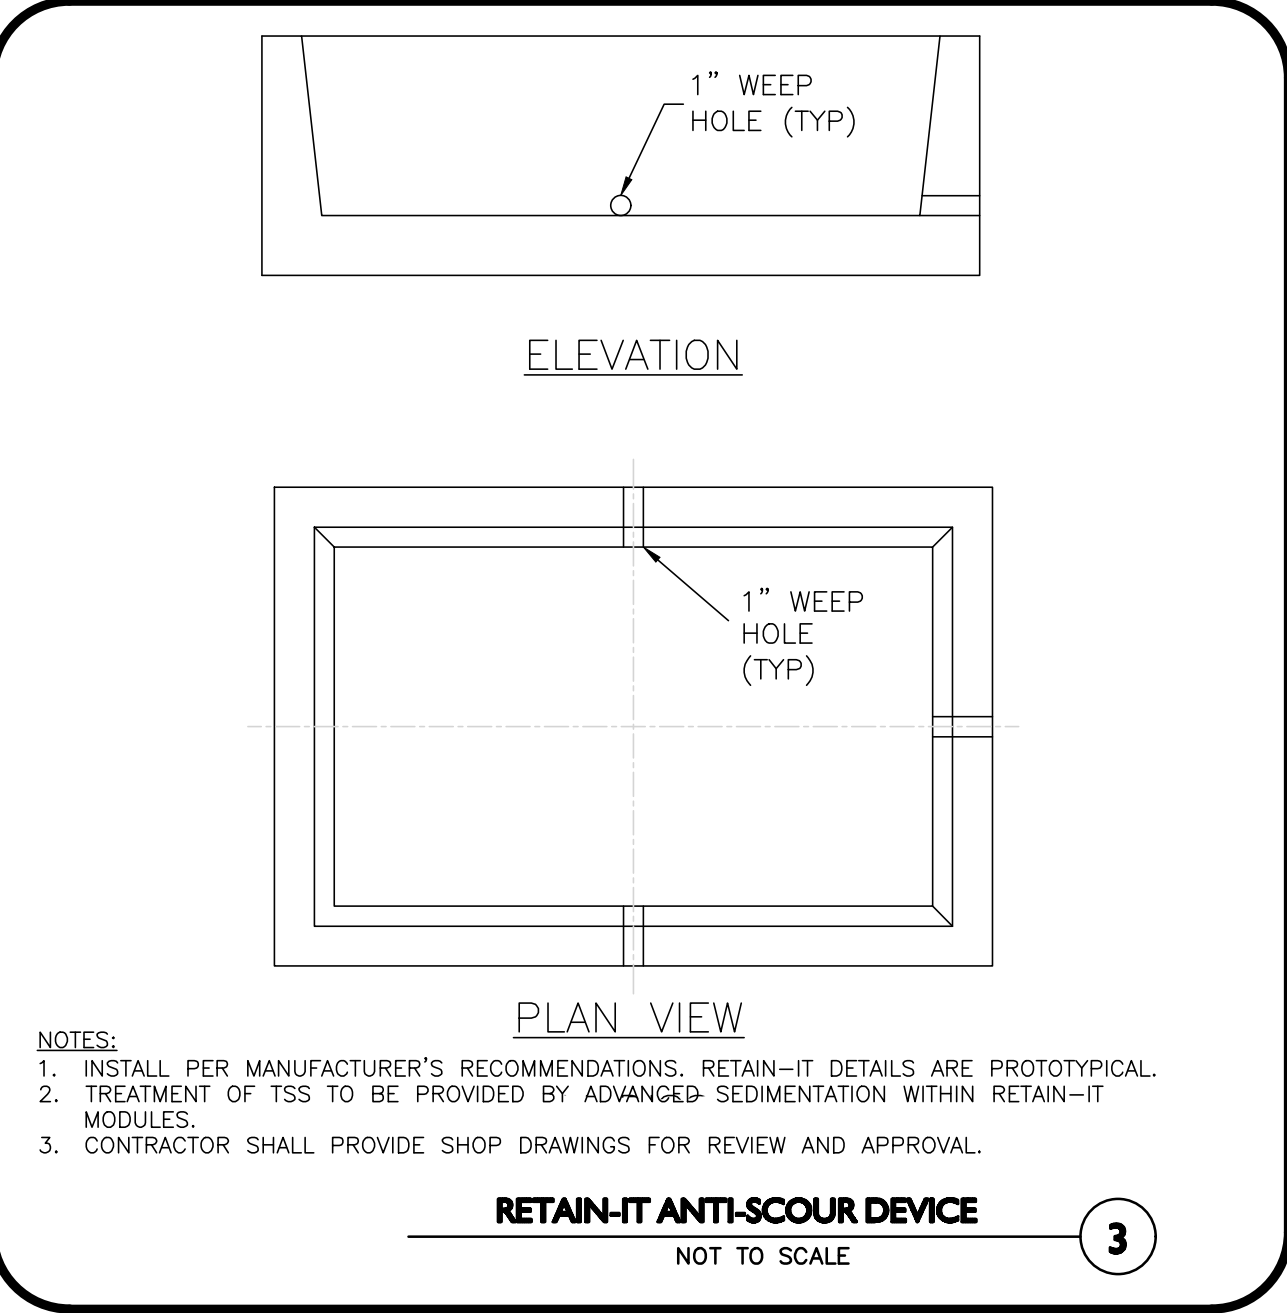 1” WEEP
HOLE (TYP)
ELEVATION
1” WEEP
HOLE
(TYP)
PLAN VIEW
NOTES:
1. INSTALL PER MANUFACTURER’S RECOMMENDATIONS. RETAIN-IT DETAILS ARE PROTOTYPICAL.
2. TREATMENT OF TSS TO BE PROVIDED BY ADVANCED SEDIMENTATION WITHIN RETAIN-IT
MODULES.
3. CONTRACTOR SHALL PROVIDE SHOP DRAWINGS FOR REVIEW AND APPROVAL.
RETAIN-IT ANTI-SCOUR DEVICE
3
NOT TO SCALE